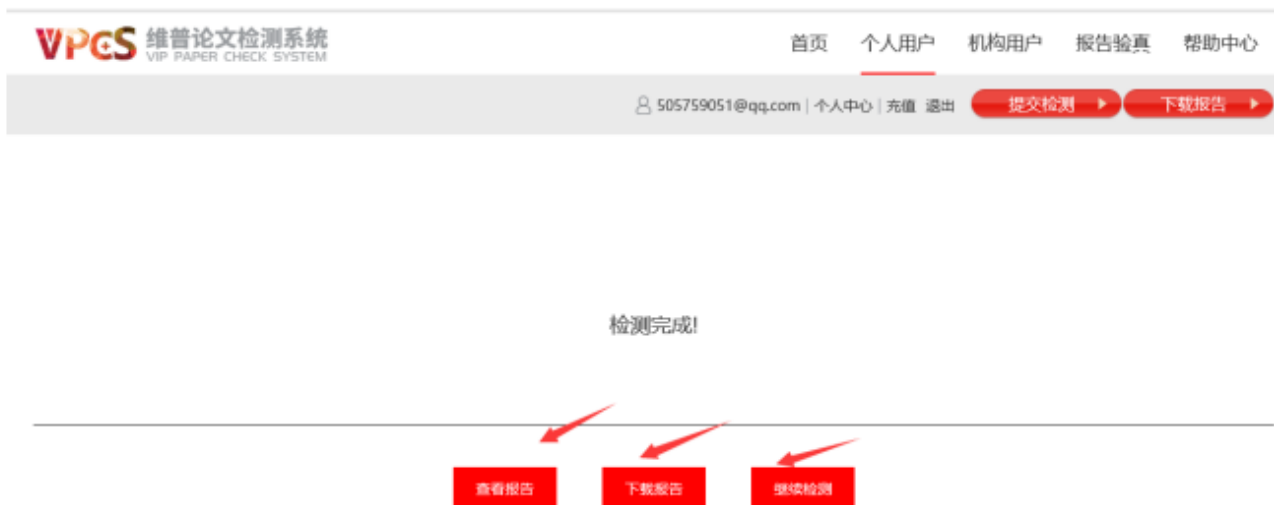 VPCS 维普论文检测系统
VIP PAPER CHECK SYSTEM
首页 个人用户 机构用户 报告验真 帮助中心
505759051@qq.com | 个人中心 | 充值 退出 提交检测 下载报告
检测完成!
查看报告 下载报告 继续检测